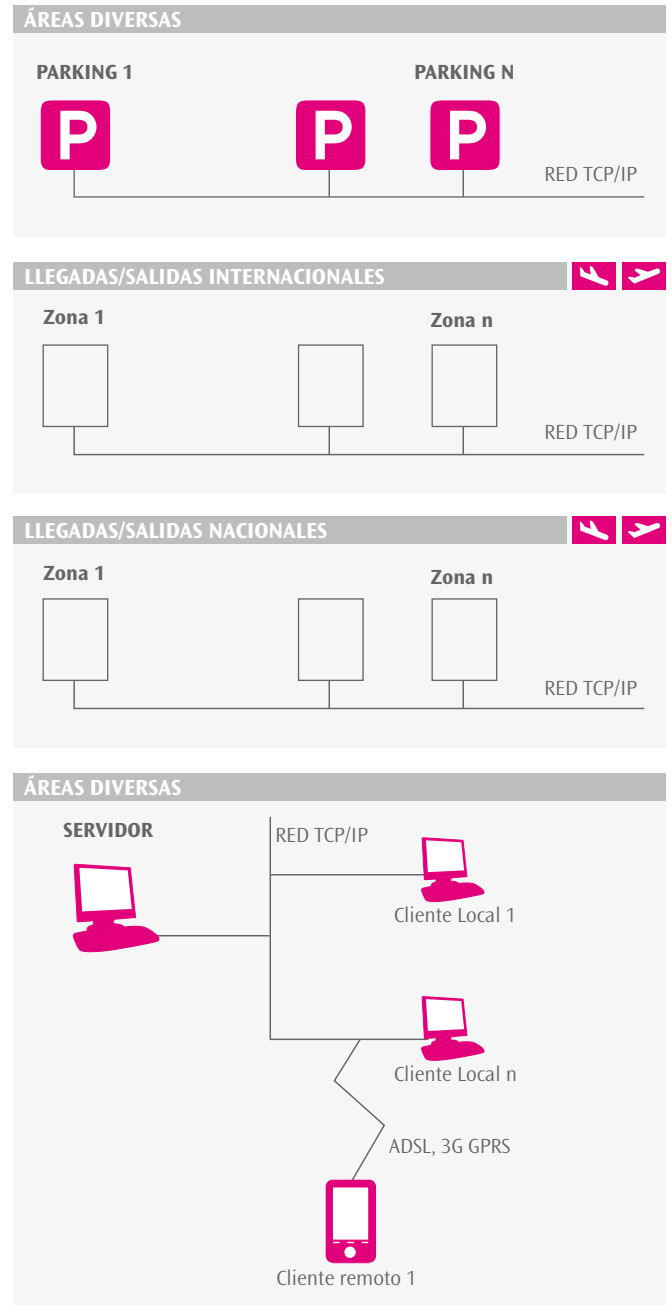 ÁREAS DIVERSAS
PARKING 1
PARKING N
P
P
P
RED TCP/IP
LLEGADAS/SALIDAS INTERNACIONALES
Zona 1
Zona n
RED TCP/IP
LLEGADAS/SALIDAS NACIONALES
Zona 1
Zona n
RED TCP/IP
ÁREAS DIVERSAS
SERVIDOR
RED TCP/IP
Cliente Local 1
Cliente Local n
ADSL, 3G GPRS
Cliente remoto 1